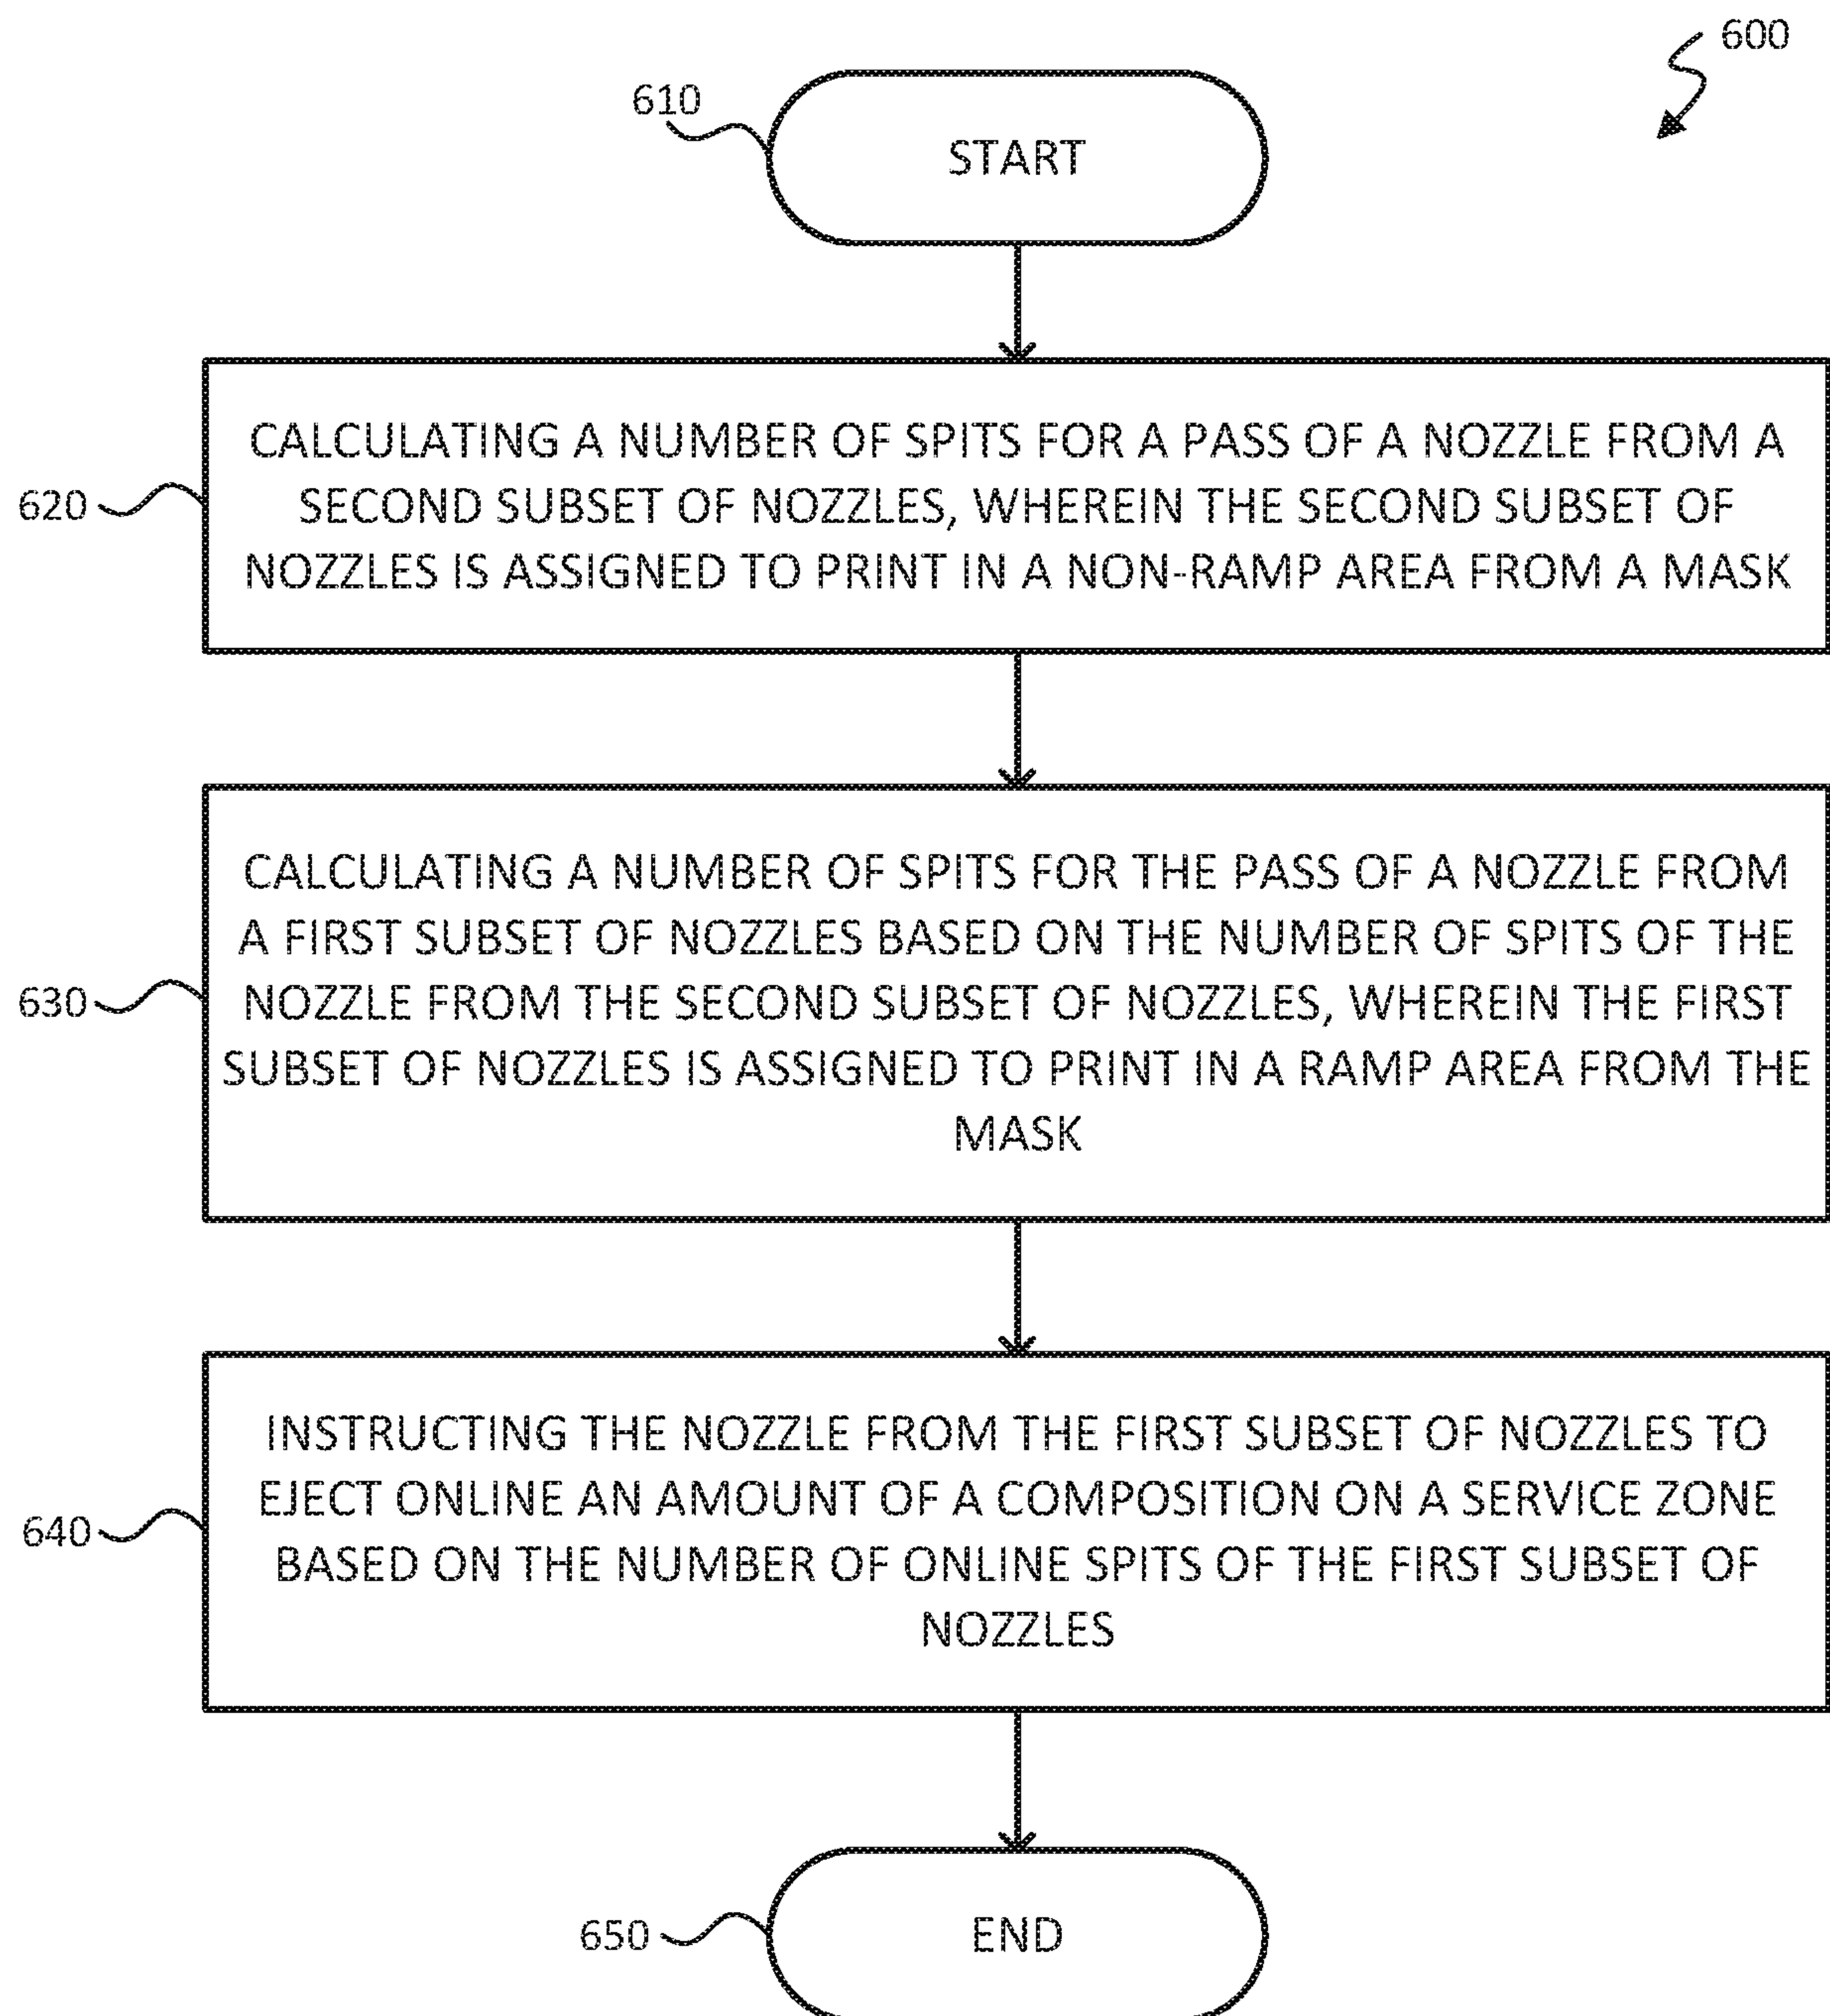 600
610
START
620
CALCULATING A NUMBER OF SPITS FOR A PASS OF A NOZZLE FROM A
SECOND SUBSET OF NOZZLES, WHEREIN THE SECOND SUBSET OF
NOZZLES IS ASSIGNED TO PRINT IN A NON-RAMP AREA FROM A MASK
630
CALCULATING A NUMBER OF SPITS FOR THE PASS OF A NOZZLE FROM
A FIRST SUBSET OF NOZZLES BASED ON THE NUMBER OF SPITS OF THE
NOZZLE FROM THE SECOND SUBSET OF NOZZLES, WHEREIN THE FIRST
SUBSET OF NOZZLES IS ASSIGNED TO PRINT IN A RAMP AREA FROM THE
MASK
640
INSTRUCTING THE NOZZLE FROM THE FIRST SUBSET OF NOZZLES TO
EJECT ONLINE AN AMOUNT OF A COMPOSITION ON A SERVICE ZONE
BASED ON THE NUMBER OF ONLINE SPITS OF THE FIRST SUBSET OF
NOZZLES
650
END